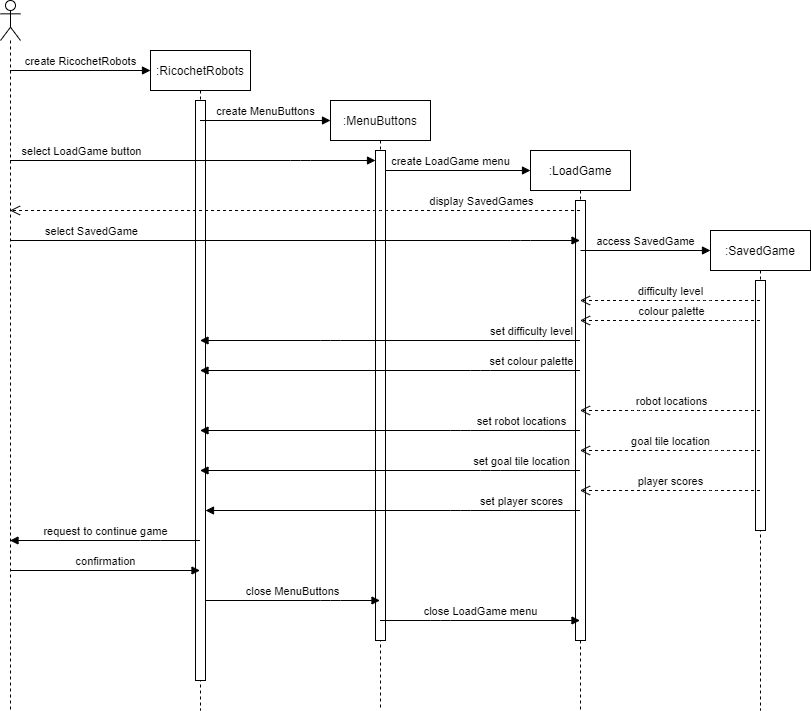 create RicochetRobots
:RicochetRobots
create MenuButtons
:MenuButtons
select LoadGame button
create LoadGame menu
:LoadGame
display SavedGames
select SavedGame
access SavedGame
:SavedGame
difficulty level
colour palette
set difficulty level
set colour palette
robot locations
set robot locations
goal tile location
set goal tile location
player scores
set player scores
request to continue game
confirmation
close MenuButtons
close LoadGame menu